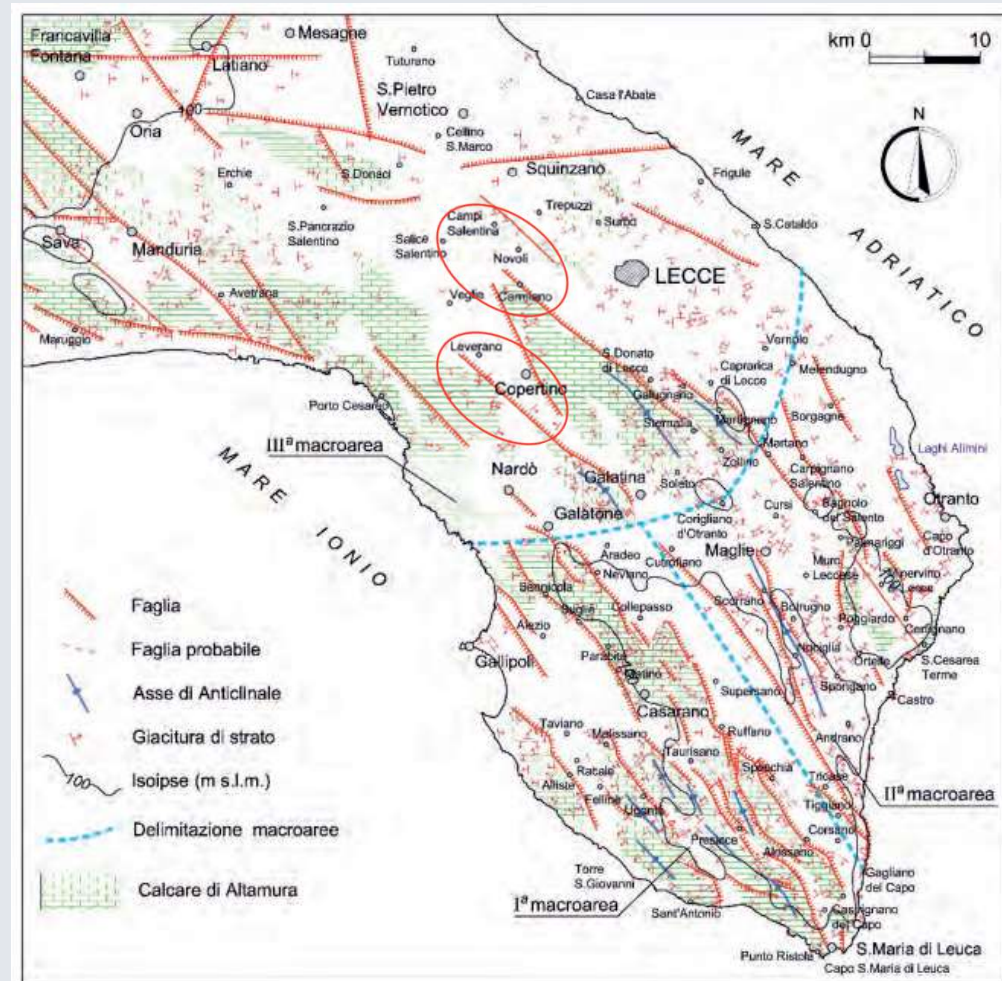 Francavilla
Fontana
Mesagne
Latiano
Tuturano
km 0 10
S.Pietro
Vernotico
Casa l'Abate
100
Oria
N
Cellino
S.Marco
MARE ADRIATICO
Erchie
S.Donaci
Squinzano
Frigule
Trepuzzi
Surbo
S.Cataldo
S.Pancrazio
Salentino
Campi
Salentina
Salice
Salentino
Sava
Manduria
Novoli
LECCE
Carmiano
Avetrana
Veglie
Maruggio
Leverano
S.Donato
di Lecce
Vernole
Caprarica
di Lecce
Melendugno
Copertino
Galugnano
Porto Cesareo
Sternatia
Martignano
Borgagne
IIIª macroarea
Martano
Laghi Alimini
Zollino
MARE IONIO
Nardò
Galatina
Soleto
Carpignano
Salentino
Otranto
Galatone
Corigliano
d'Otranto
Cursi
Bagnolo
del Salento
Capo
d'Otranto
Palmariggi
Aradeo
Cutrofiano
Maglie
Muro
Leccese
Minervino
Lecce
Neviano
Faglia
Scorrano
Botrugno
Collepasso
Poggiardo
Alezio
Nociglia
Faglia probabile
Gallipoli
Parabita
Ortelle
S.Cesarea
Terme
Matino
Supersano
Spongano
Castro
Asse di Anticlinale
Casarano
Giacitura di strato
Taviano
Melissano
Ruffano
Andrano
Taurisano
100
Isoipse (m s.l.m.)
Racale
Specchia
Tricase
Alliste
Felline
Ugento
Tiggiano
IIª macroarea
Delimitazione macroaree
Presicce
Corsano
Alessano
Calcare di Altamura
Torre
S.Giovanni
Gagliano
del Capo
Iª macroarea
Sant'Antonio
Castrignano
del Capo
S.Maria di Leuca
Punto Ristola
Capo S.Maria di Leuca